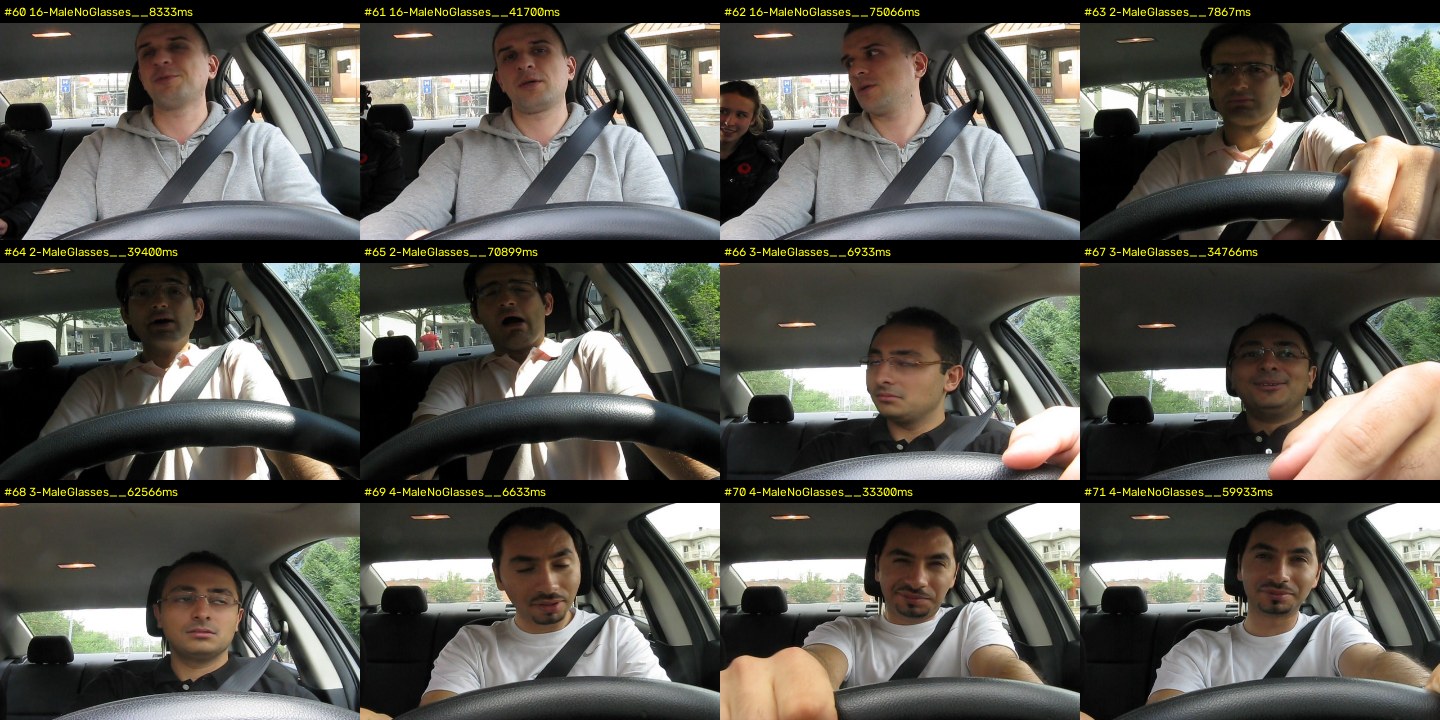 #60 16-MaleNoGlasses__8333ms
#61 16-MaleNoGlasses__41700ms
#62 16-MaleNoGlasses__75066ms
#63 2-MaleGlasses__7867ms
#64 2-MaleGlasses__39400ms
#65 2-MaleGlasses__70899ms
#66 3-MaleGlasses__6933ms
#67 3-MaleGlasses__34766ms
#68 3-MaleGlasses__62566ms
#69 4-MaleNoGlasses__6633ms
#70 4-MaleNoGlasses__33300ms
#71 4-MaleNoGlasses__59933ms